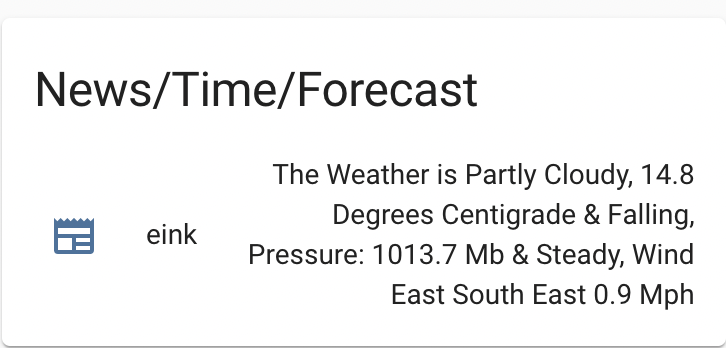 News/Time/Forecast
eink
The Weather is Partly Cloudy, 14.8
Degrees Centigrade & Falling,
Pressure: 1013.7 Mb & Steady, Wind
East South East 0.9 Mph